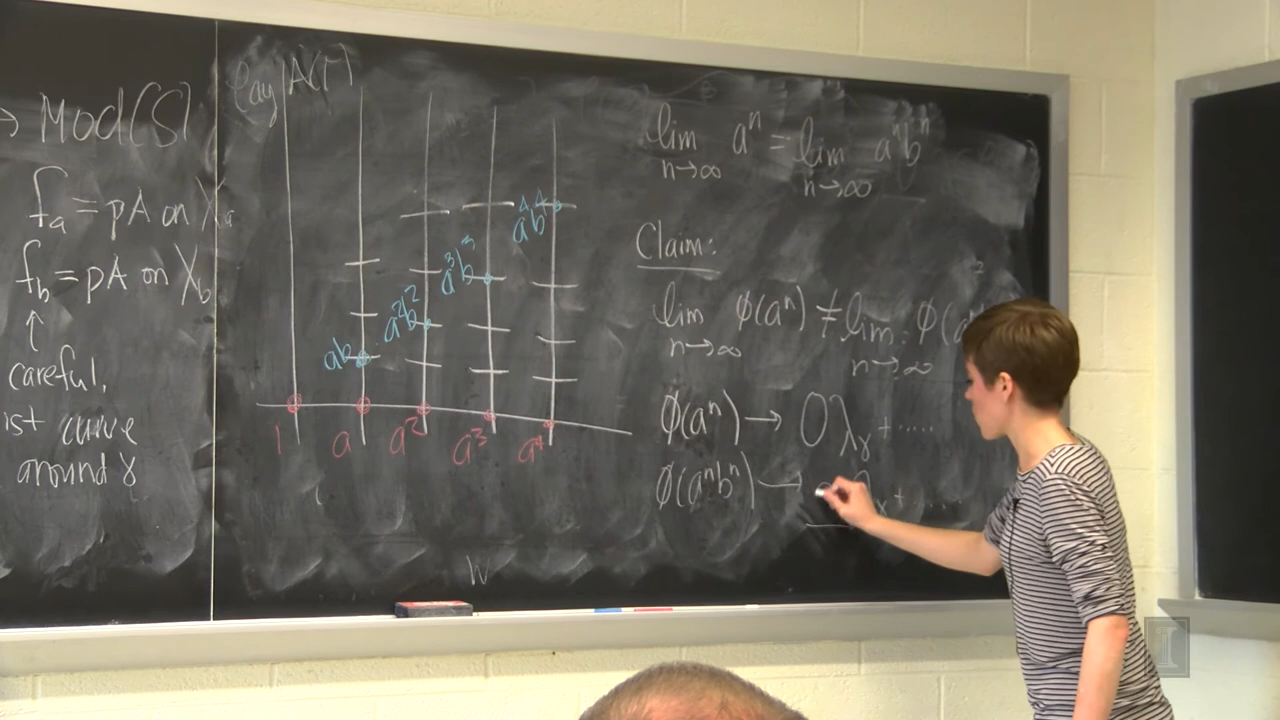 → Mod(S)
f_a = pA on X_a
f_b = pA on X_b
↑
careful,
ist curve
around γ
Cay A(Γ)
a⁴b⁴
a³b³
a²b²
ab
1 a a² a³ a⁴
W
lim aⁿ = lim aⁿbⁿ
n→∞ n→∞
Claim:
lim φ(aⁿ) ≠ lim φ(a
n→∞ n→∞
φ(aⁿ) → 0λ_γ + ....
φ(aⁿbⁿ) →
I